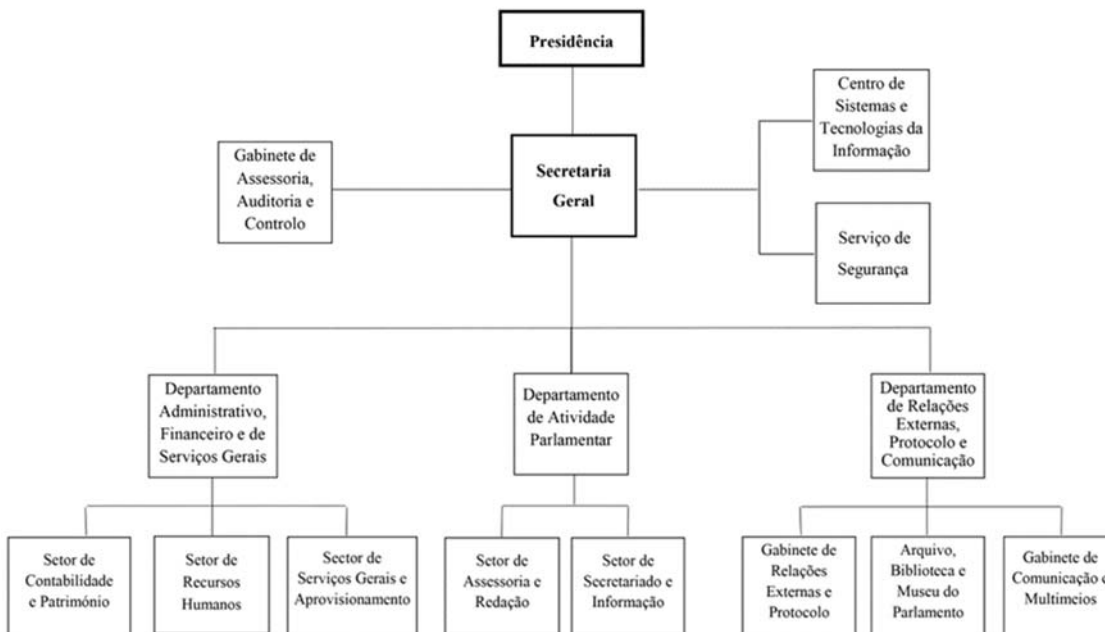 Presidência
Centro de
Sistemas e
Tecnologias da
Informação
Gabinete de
Assessoria,
Auditoria e
Controlo
Secretaria
Geral
Serviço de
Segurança
Departamento
Administrativo,
Financeiro e de
Serviços Gerais
Departamento
de Atividade
Parlamentar
Departamento
de Relações
Externas,
Protocolo e
Comunicação
Setor de
Contabilidade
e Património
Setor de
Recursos
Humanos
Sector de
Serviços Gerais e
Aprovisionamento
Setor de
Assessoria e
Redação
Setor de
Secretariado e
Informação
Gabinete de
Relações
Externas e
Protocolo
Arquivo,
Biblioteca e
Museu do
Parlamento
Gabinete de
Comunicação e
Multimeios